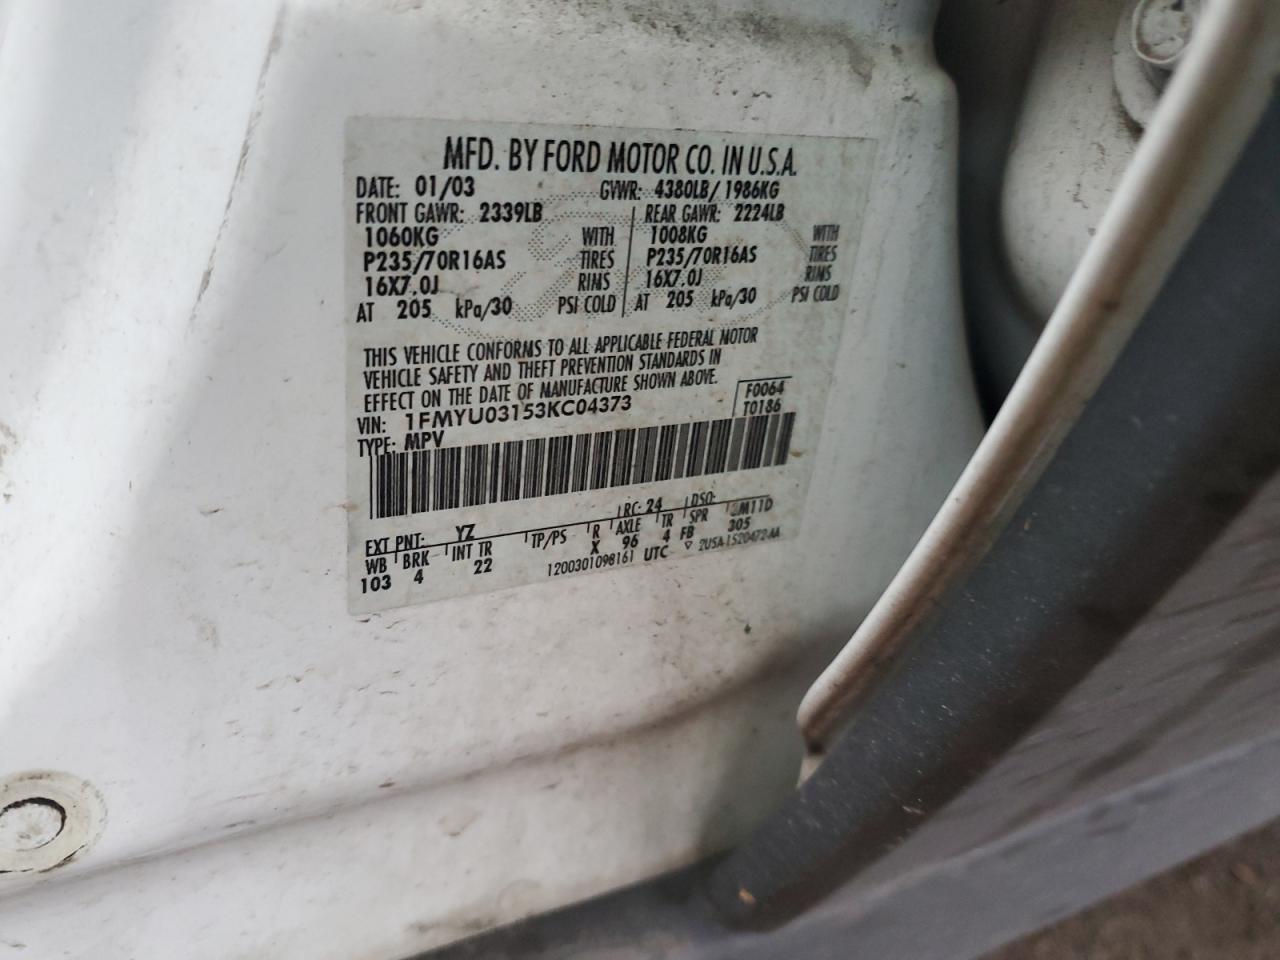 MFD. BY FORD MOTOR CO. IN U.S.A.
DATE: 01/03 GVWR: 4380LB/ 1986KG
FRONT GAWR: 2339LB REAR GAWR: 2224LB
1060KG WITH 1008KG WITH
P235/70R16AS TIRES P235/70R16AS TIRES
16X7.0J RIMS 16X7.0J RIMS
AT 205 kPa/30 PSI COLD AT 205 kPa/30 PSI COLD
THIS VEHICLE CONFORMS TO ALL APPLICABLE FEDERAL MOTOR
VEHICLE SAFETY AND THEFT PREVENTION STANDARDS IN
EFFECT ON THE DATE OF MANUFACTURE SHOWN ABOVE.
VIN: 1FMYU03153KC04373 F0064
TYPE: MPV T0186
EXT PNT: YZ RC: 24 DSO:
WB BRK INT TR TP/PS R AXLE TR SPR
103 4 22 X 96 4 FB 305
1200301098161 UTC ▽ 2U5A-1520472-AA